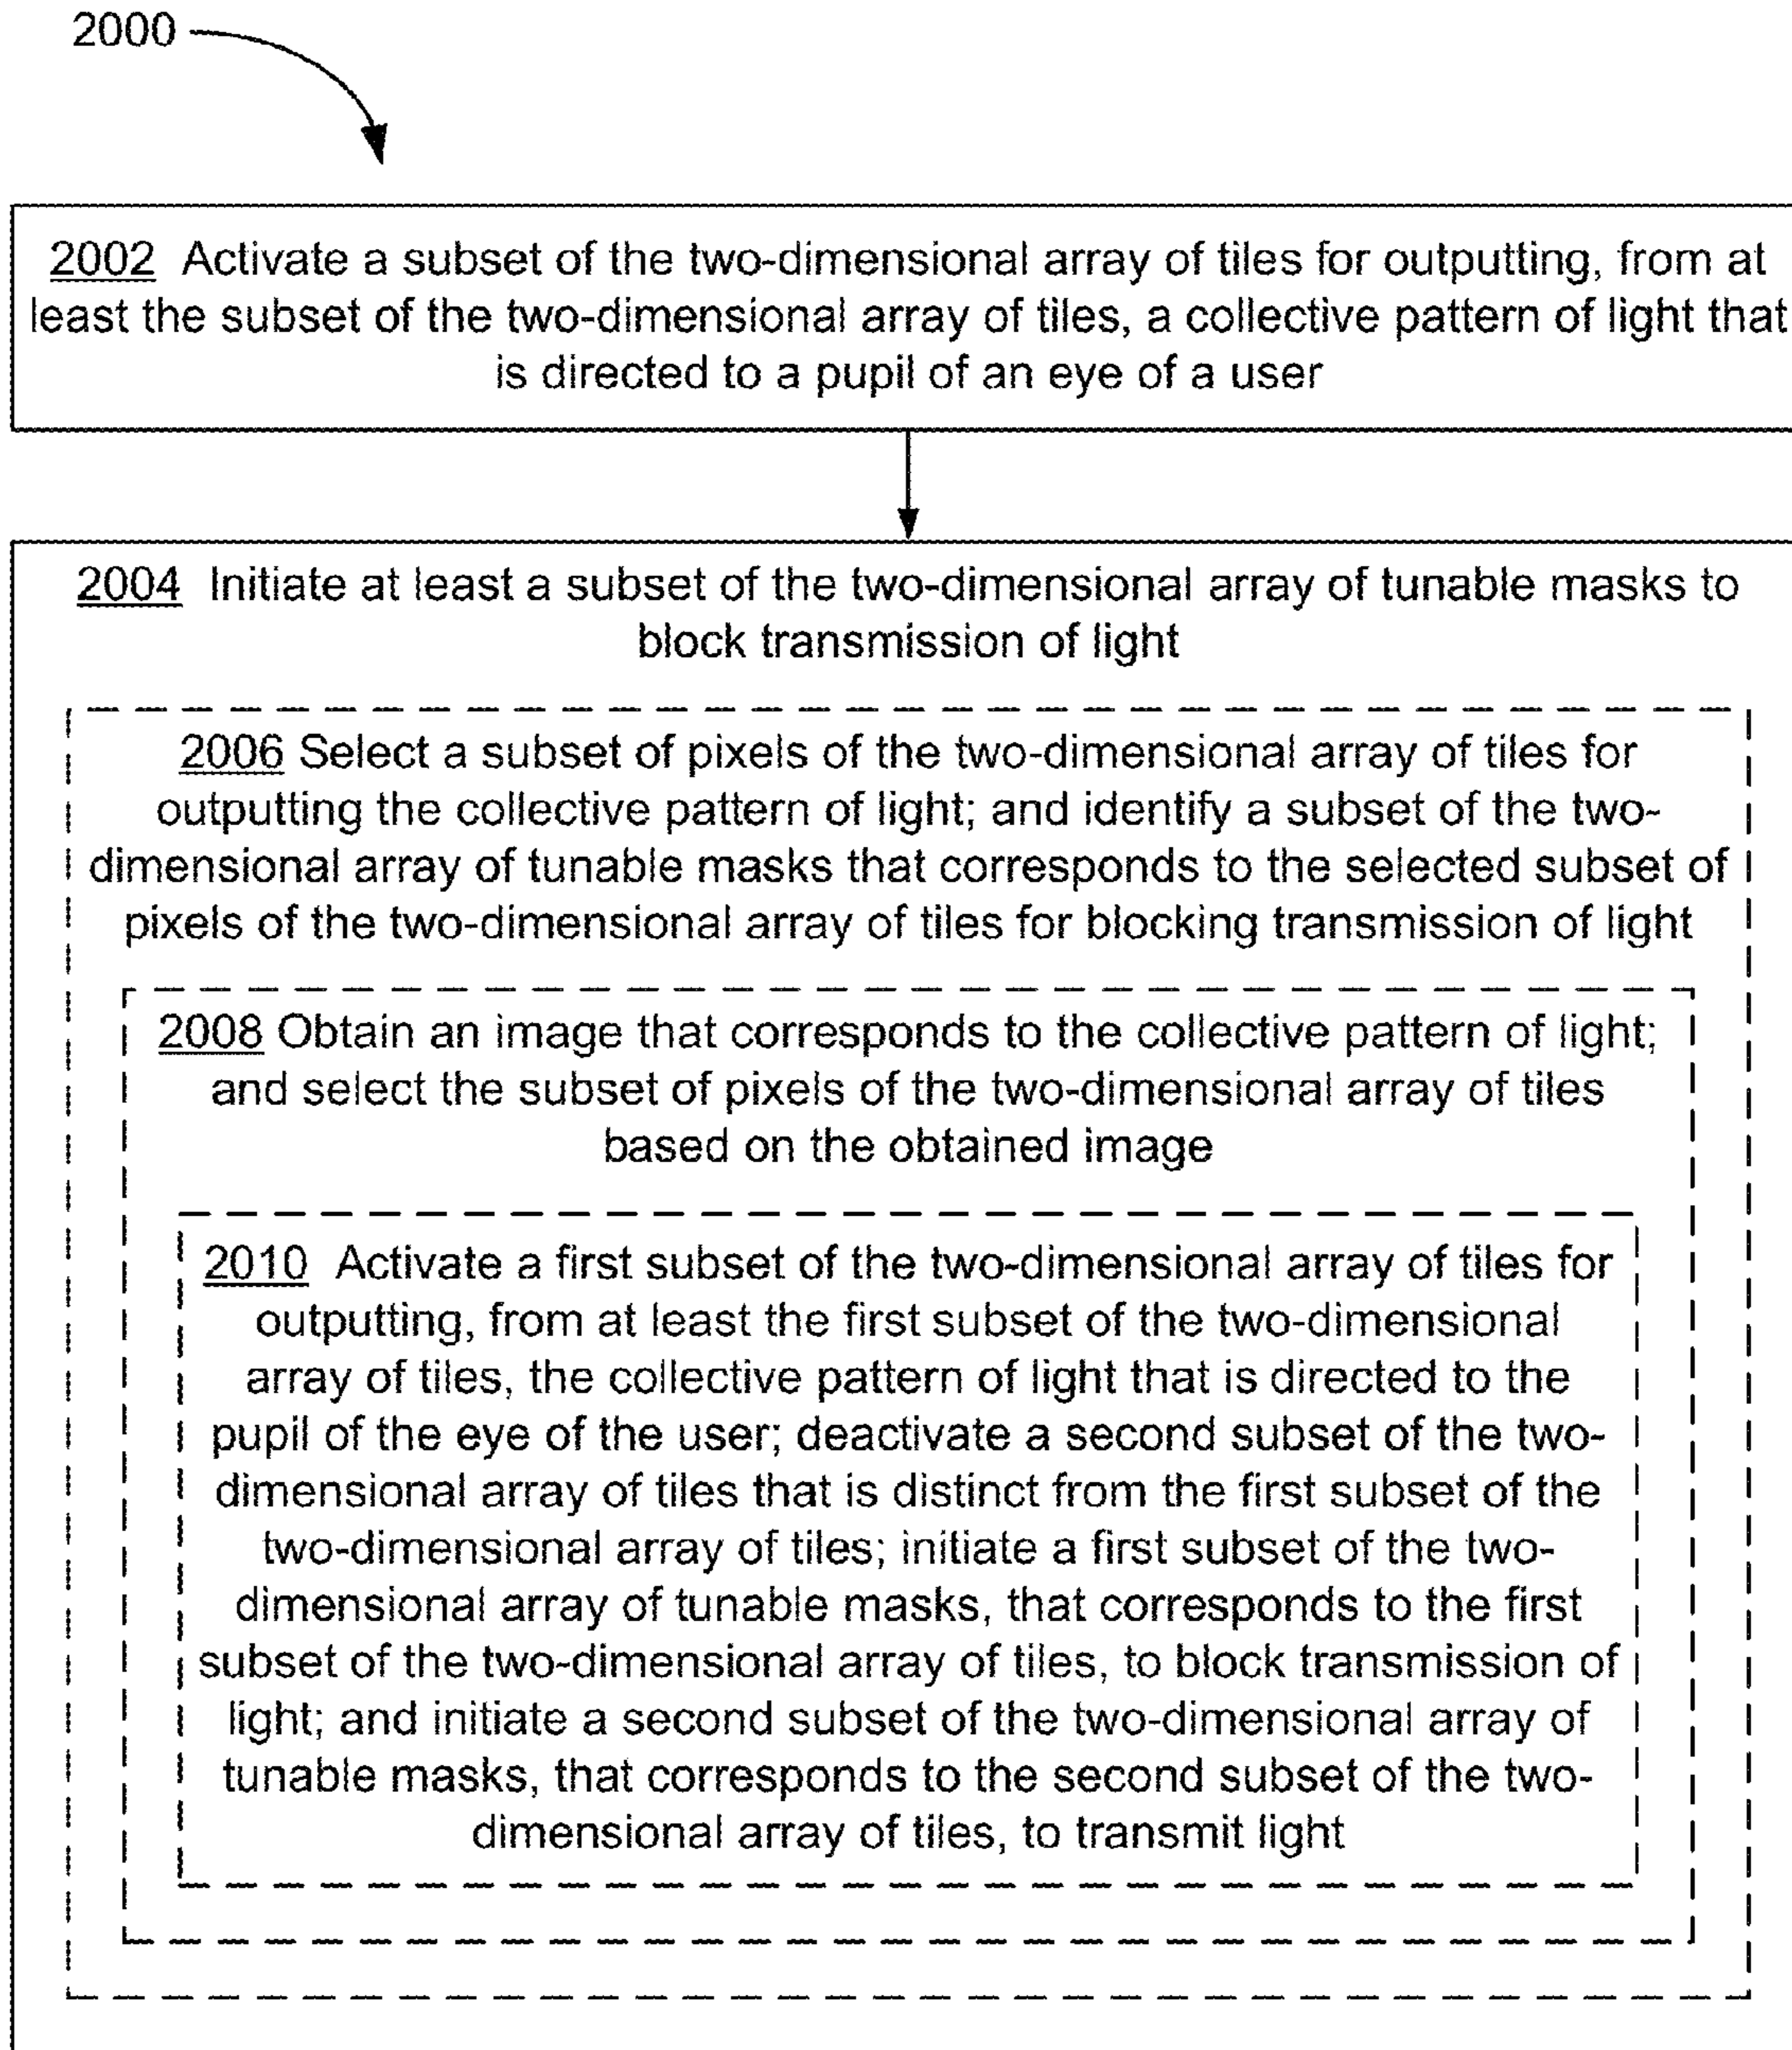 2000
2002 Activate a subset of the two-dimensional array of tiles for outputting, from at
least the subset of the two-dimensional array of tiles, a collective pattern of light that
is directed to a pupil of an eye of a user
2004 Initiate at least a subset of the two-dimensional array of tunable masks to
block transmission of light
2006 Select a subset of pixels of the two-dimensional array of tiles for
outputting the collective pattern of light; and identify a subset of the two-
dimensional array of tunable masks that corresponds to the selected subset of
pixels of the two-dimensional array of tiles for blocking transmission of light
2008 Obtain an image that corresponds to the collective pattern of light;
and select the subset of pixels of the two-dimensional array of tiles
based on the obtained image
2010 Activate a first subset of the two-dimensional array of tiles for
outputting, from at least the first subset of the two-dimensional
array of tiles, the collective pattern of light that is directed to the
pupil of the eye of the user; deactivate a second subset of the two-
dimensional array of tiles that is distinct from the first subset of the
two-dimensional array of tiles; initiate a first subset of the two-
dimensional array of tunable masks, that corresponds to the first
subset of the two-dimensional array of tiles, to block transmission of
light; and initiate a second subset of the two-dimensional array of
tunable masks, that corresponds to the second subset of the two-
dimensional array of tiles, to transmit light